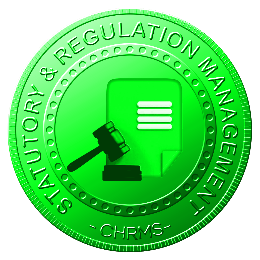 STATUTORY & REGULATION MANAGEMENT
- CHRMS -